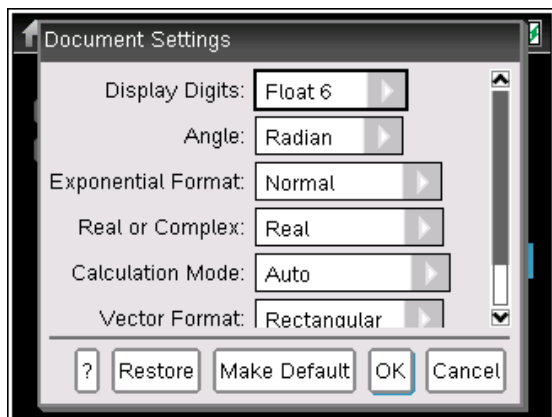 Document Settings
Display Digits: Float 6
Angle: Radian
Exponential Format: Normal
Real or Complex: Real
Calculation Mode: Auto
Vector Format: Rectangular
? Restore Make Default OK Cancel